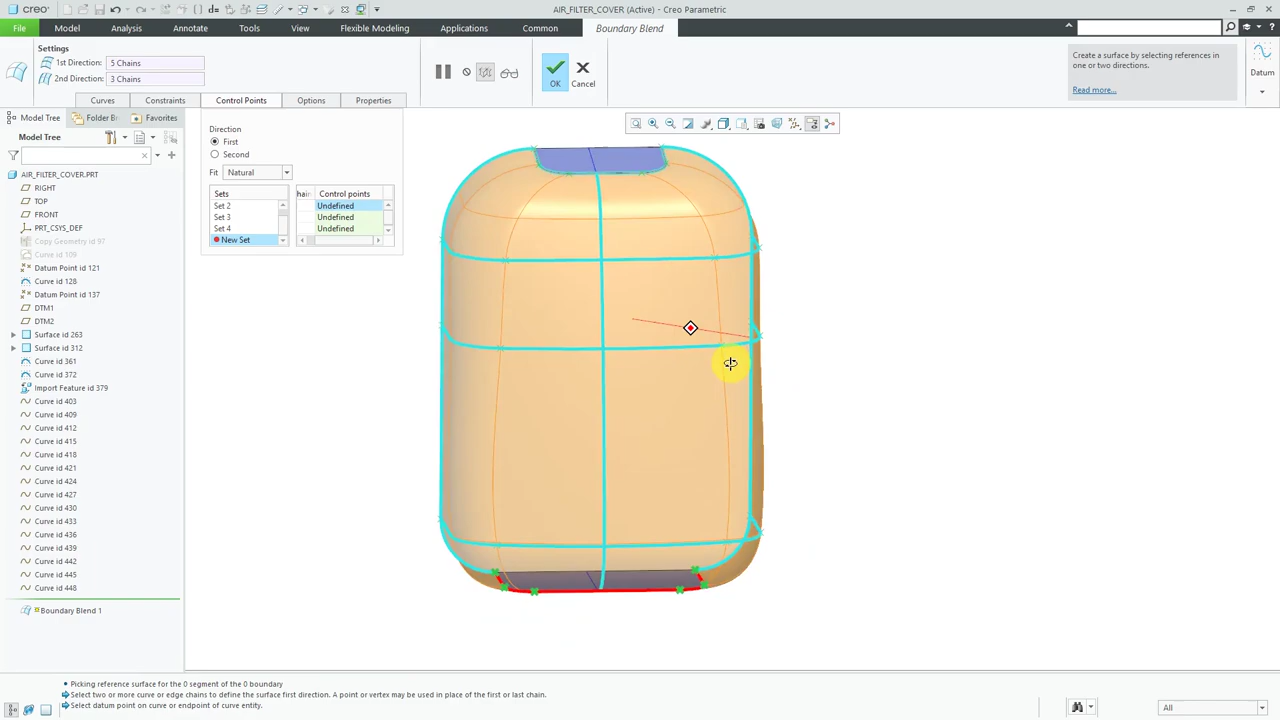 creo
AIR_FILTER_COVER (Active) - Creo Parametric
File Model Analysis Annotate Tools View Flexible Modeling Applications Common Boundary Blend
Settings
1st Direction: 5 Chains
2nd Direction: 3 Chains
OK Cancel
Create a surface by selecting references in one or two directions.
Read more...
Datum
Curves Constraints Control Points Options Properties
Model Tree Folder Br Favorites
Model Tree
Direction
First
Second
Fit Natural
Sets hain Control points
Set 2 Undefined
Set 3 Undefined
Set 4 Undefined
New Set
AIR_FILTER_COVER.PRT
RIGHT
TOP
FRONT
PRT_CSYS_DEF
Copy Geometry id 97
Curve id 109
Datum Point id 121
Curve id 128
Datum Point id 137
DTM1
DTM2
Surface id 263
Surface id 312
Curve id 361
Curve id 372
Import Feature id 379
Curve id 403
Curve id 409
Curve id 412
Curve id 415
Curve id 418
Curve id 421
Curve id 424
Curve id 427
Curve id 430
Curve id 433
Curve id 436
Curve id 439
Curve id 442
Curve id 445
Curve id 448
Boundary Blend 1
Picking reference surface for the 0 segment of the 0 boundary
Select two or more curve or edge chains to define the surface first direction. A point or vertex may be used in place of the first or last chain.
Select datum point on curve or endpoint of curve entity.
All